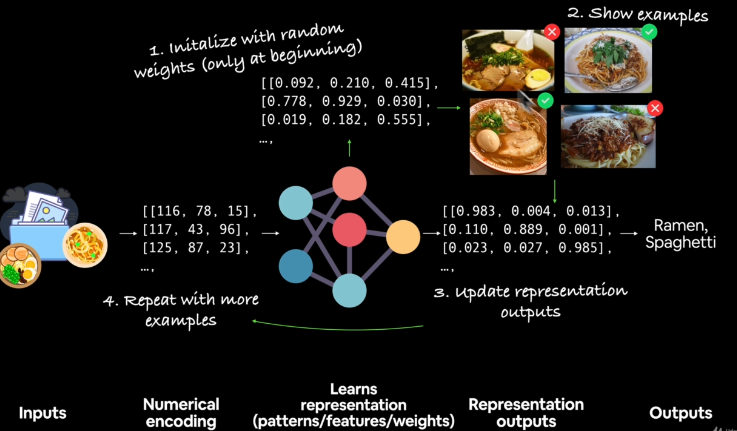 1. Initalize with random
weights (only at beginning)
2. Show examples
[[0.092, 0.210, 0.415],
[0.778, 0.929, 0.030],
[0.019, 0.182, 0.555],
…,
[[116, 78, 15],
[117, 43, 96],
[125, 87, 23],
…,
[[0.983, 0.004, 0.013],
[0.110, 0.889, 0.001],
[0.023, 0.027, 0.985],
…,
Ramen,
Spaghetti
4. Repeat with more
examples
3. Update representation
outputs
Inputs
Numerical
encoding
Learns
representation
(patterns/features/weights)
Representation
outputs
Outputs